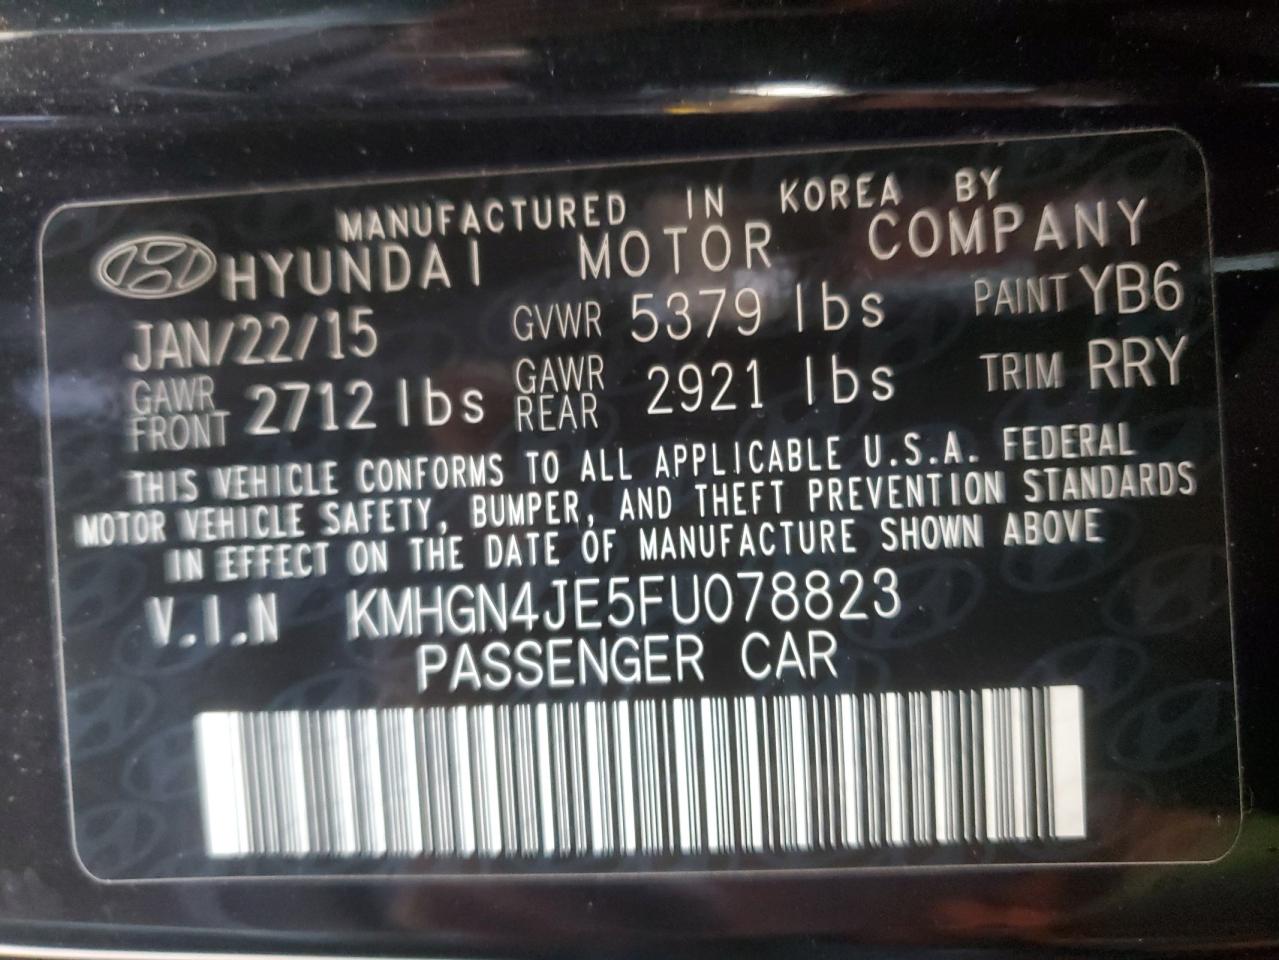 MANUFACTURED IN KOREA BY
HYUNDAI MOTOR COMPANY
JAN/22/15 GVWR 5379 lbs PAINT YB6
GAWR FRONT 2712 lbs GAWR REAR 2921 lbs TRIM RRY
THIS VEHICLE CONFORMS TO ALL APPLICABLE U.S.A. FEDERAL
MOTOR VEHICLE SAFETY, BUMPER, AND THEFT PREVENTION STANDARDS
IN EFFECT ON THE DATE OF MANUFACTURE SHOWN ABOVE
V.I.N KMHGN4JE5FU078823
PASSENGER CAR